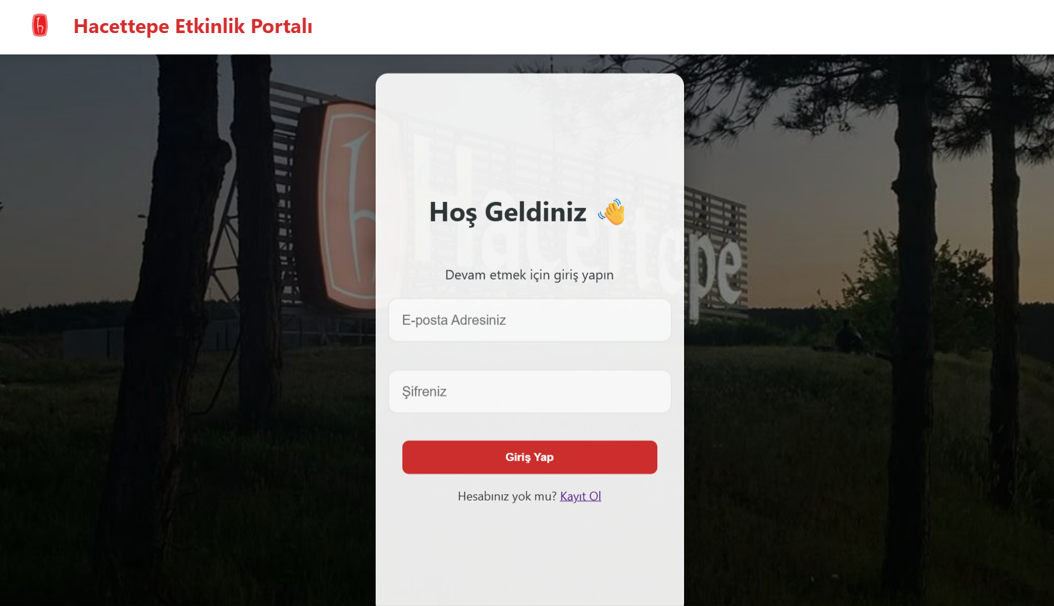 Hacettepe Etkinlik Portalı
Hoş Geldiniz 👋
Hacettepe
Devam etmek için giriş yapın
E-posta Adresiniz
Şifreniz
Giriş Yap
Hesabınız yok mu? Kayıt Ol